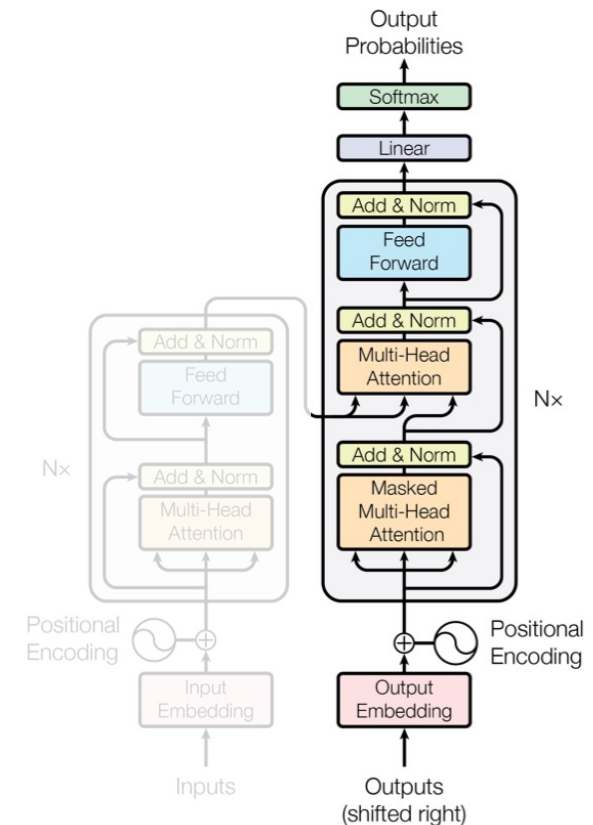 Output
Probabilities
Softmax
Linear
Add & Norm
Feed
Forward
Add & Norm
Multi-Head
Attention
Nx
Add & Norm
Masked
Multi-Head
Attention
Positional
Encoding
Output
Embedding
Outputs
(shifted right)
Add & Norm
Feed
Forward
Nx
Add & Norm
Multi-Head
Attention
Positional
Encoding
Input
Embedding
Inputs